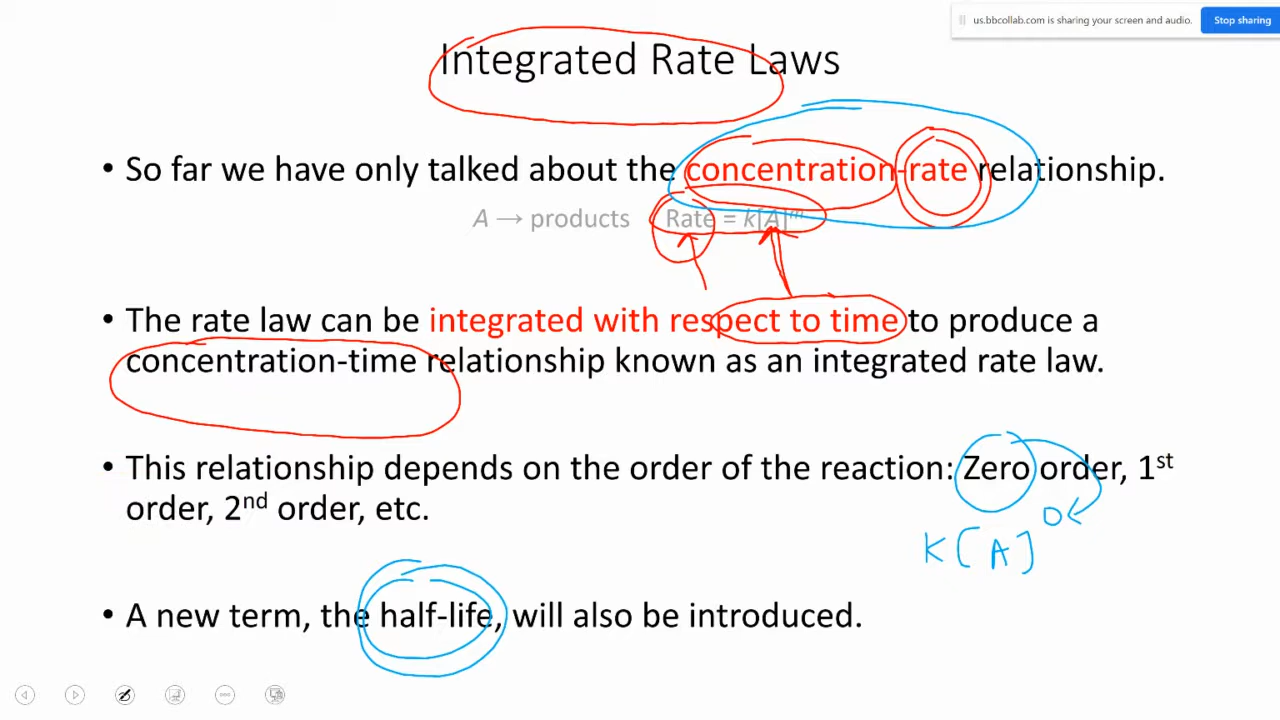 us.bbcollab.com is sharing your screen and audio.
Stop sharing
Integrated Rate Laws
• So far we have only talked about the concentration-rate relationship.
A → products Rate = k[A]ᵐ
• The rate law can be integrated with respect to time to produce a
concentration-time relationship known as an integrated rate law.
• This relationship depends on the order of the reaction: Zero order, 1st
order, 2nd order, etc.
K[A]⁰
• A new term, the half-life, will also be introduced.